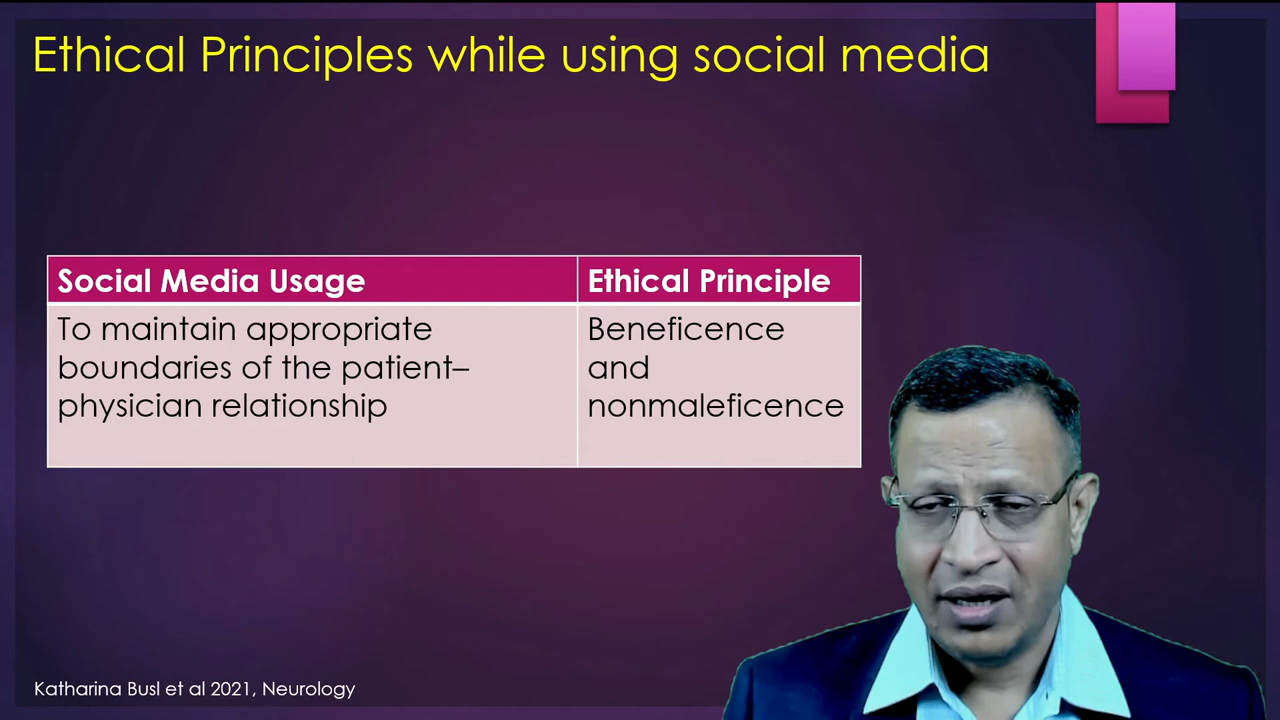 Ethical Principles while using social media
Social Media Usage
Ethical Principle
To maintain appropriate
boundaries of the patient–
physician relationship
Beneficence
and
nonmaleficence
Katharina Busl et al 2021, Neurology